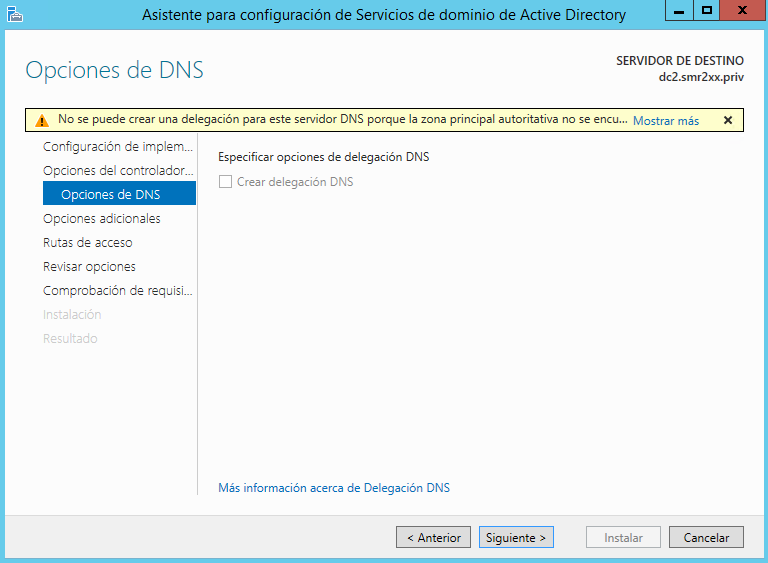 Asistente para configuración de Servicios de dominio de Active Directory
Opciones de DNS
SERVIDOR DE DESTINO
dc2.smr2xx.priv
No se puede crear una delegación para este servidor DNS porque la zona principal autoritativa no se encu... Mostrar más
Configuración de implem...
Opciones del controlador...
Opciones de DNS
Opciones adicionales
Rutas de acceso
Revisar opciones
Comprobación de requisi...
Instalación
Resultado
Especificar opciones de delegación DNS
Crear delegación DNS
Más información acerca de Delegación DNS
< Anterior
Siguiente >
Instalar
Cancelar